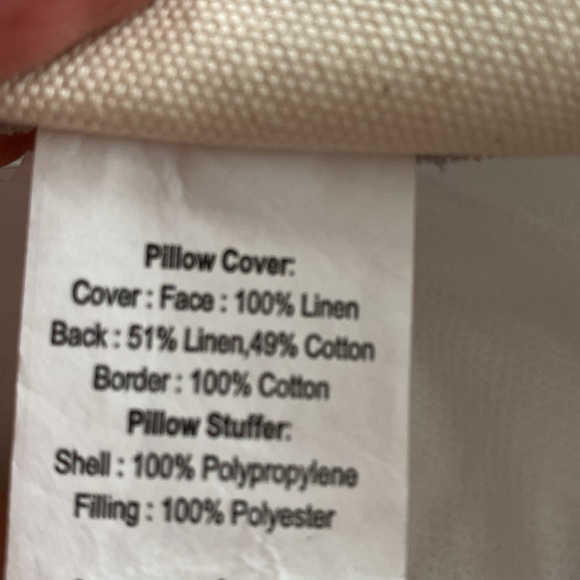 Pillow Cover:
Cover : Face : 100% Linen
Back : 51% Linen,49% Cotton
Border : 100% Cotton
Pillow Stuffer:
Shell : 100% Polypropylene
Filling : 100% Polyester